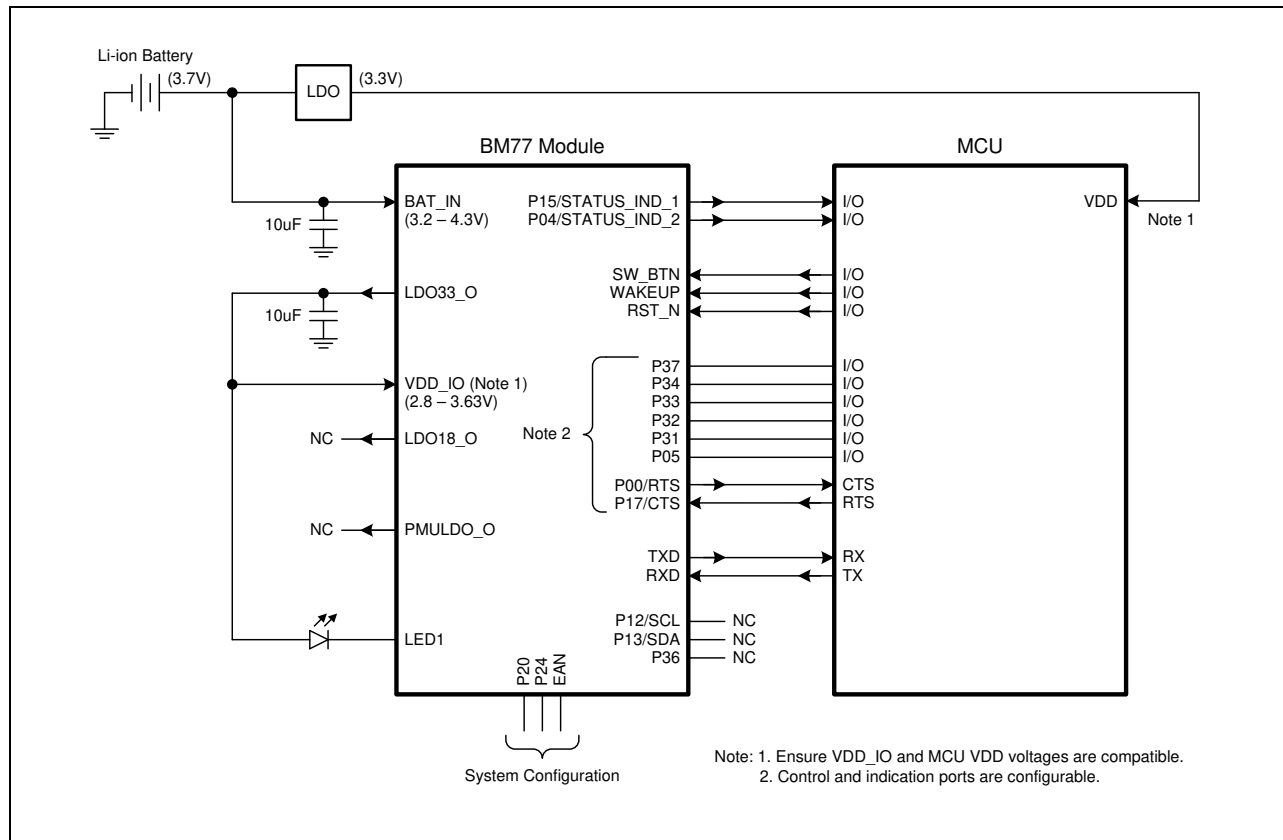 Li-ion Battery
(3.7V)
LDO
(3.3V)
BM77 Module
MCU
BAT_IN
(3.2 – 4.3V)
10uF
LDO33_O
10uF
VDD_IO (Note 1)
(2.8 – 3.63V)
NC
LDO18_O
NC
PMULDO_O
LED1
P15/STATUS_IND_1
P04/STATUS_IND_2
SW_BTN
WAKEUP
RST_N
Note 2
P37
P34
P33
P32
P31
P05
P00/RTS
P17/CTS
TXD
RXD
P12/SCL
NC
P13/SDA
NC
P36
NC
I/O
I/O
I/O
I/O
I/O
I/O
I/O
I/O
I/O
I/O
I/O
CTS
RTS
RX
TX
VDD
Note 1
P20
P24
EAN
System Configuration
Note: 1. Ensure VDD_IO and MCU VDD voltages are compatible.
2. Control and indication ports are configurable.